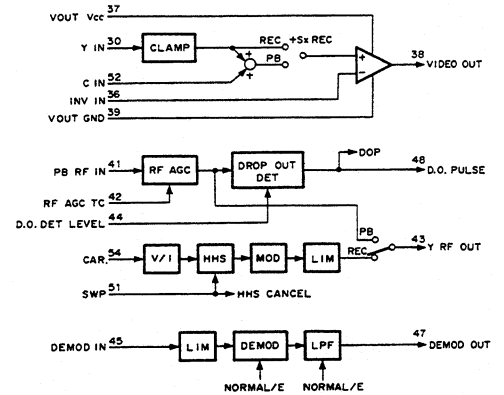 VOUT Vcc 37
Y IN 30 CLAMP REC +Sx REC
PB
+
+
+
−
38 VIDEO OUT
C IN 52
INV IN 36
VOUT GND 39
DOP
PB RF IN 41 RF AGC DROP OUT DET 48 D.O. PULSE
RF AGC TC 42
D.O. DET LEVEL 44
PB
REC
43 Y RF OUT
CAR. 54 V/I HHS MOD LIM
SWP 51 HHS CANCEL
DEMOD IN 45 LIM DEMOD LPF 47 DEMOD OUT
NORMAL/E NORMAL/E